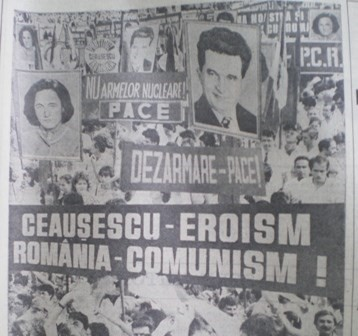 NU ARMELOR NUCLEARE!
PACE
P.C.R.
DEZARMARE-PACE!
CEAUȘESCU - EROISM
ROMÂNIA - COMUNISM !